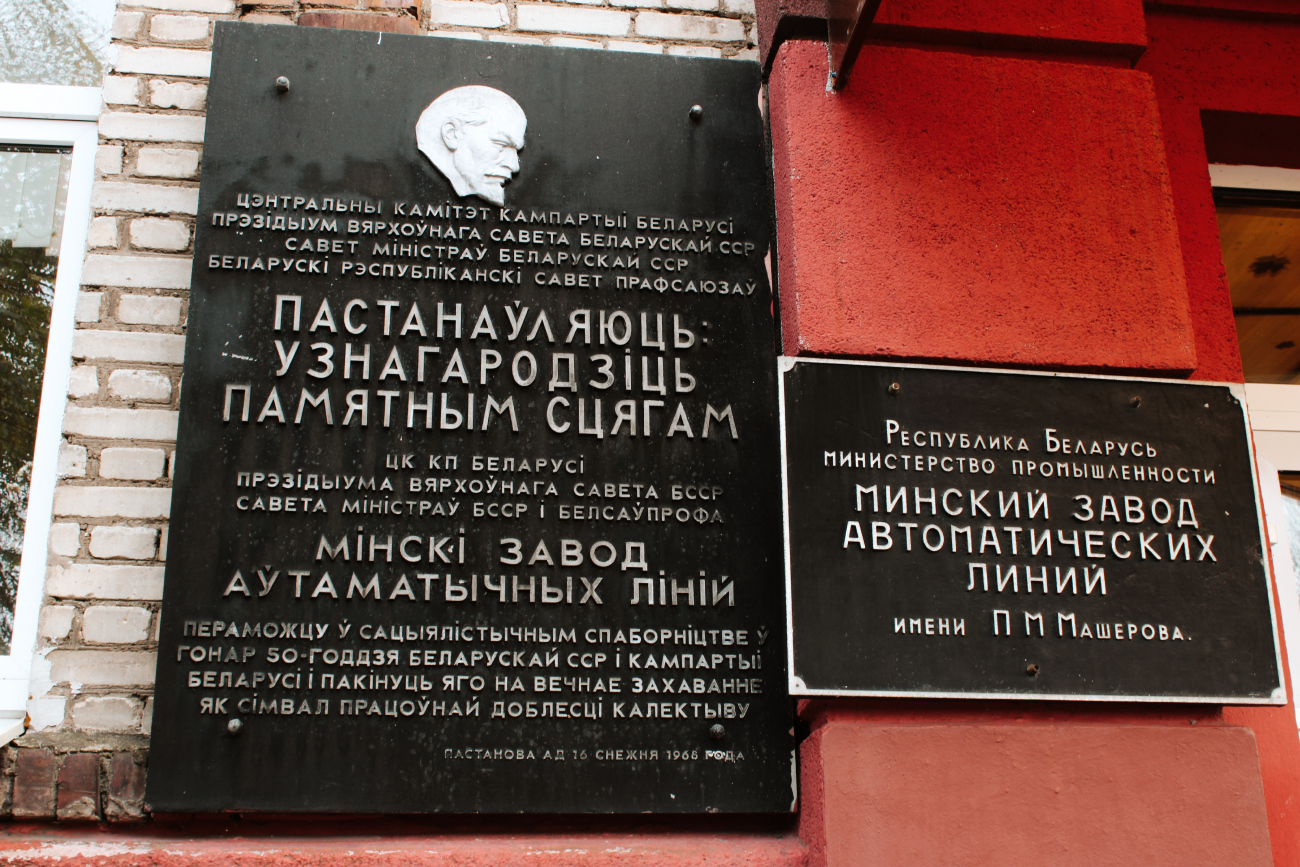 ЦЭНТРАЛЬНЫ КАМІТЭТ КАМПАРТЫІ БЕЛАРУСІ
ПРЭЗІДЫУМ ВЯРХОЎНАГА САВЕТА БЕЛАРУСКАЙ ССР
САВЕТ МІНІСТРАЎ БЕЛАРУСКАЙ ССР
БЕЛАРУСКІ РЭСПУБЛІКАНСКІ САВЕТ ПРАФСАЮЗАЎ
ПАСТАНАЎЛЯЮЦЬ:
УЗНАГАРОДЗІЦЬ
ПАМЯТНЫМ СЦЯГАМ
ЦК КП БЕЛАРУСІ
ПРЭЗІДЫУМА ВЯРХОЎНАГА САВЕТА БССР
САВЕТА МІНІСТРАЎ БССР І БЕЛСАЎПРОФА
МІНСКІ ЗАВОД
АЎТАМАТЫЧНЫХ ЛІНІЙ
ПЕРАМОЖЦУ Ў САЦЫЯЛІСТЫЧНЫМ СПАБОРНІЦТВЕ Ў
ГОНАР 50-ГОДДЗЯ БЕЛАРУСКАЙ ССР І КАМПАРТЫІ
БЕЛАРУСІ І ПАКІНУЦЬ ЯГО НА ВЕЧНАЕ ЗАХАВАННЕ
ЯК СІМВАЛ ПРАЦОЎНАЙ ДОБЛЕСЦІ КАЛЕКТЫВУ
ПАСТАНОВА АД 16 СНЕЖНЯ 1968 РОДА
РЕСПУБЛИКА БЕЛАРУСЬ
МИНИСТЕРСТВО ПРОМЫШЛЕННОСТИ
МИНСКИЙ ЗАВОД
АВТОМАТИЧЕСКИХ
ЛИНИЙ
ИМЕНИ П М МАШЕРОВА.